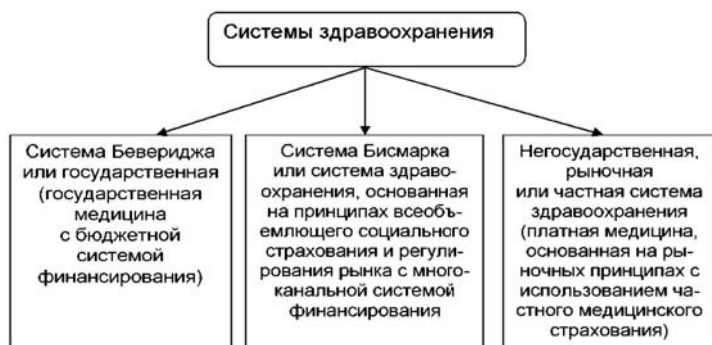 Системы здравоохранения
Система Бевериджа
или государственная
(государственная
медицина
с бюджетной
системой
финансирования)
Система Бисмарка
или система здраво-
охранения, основанная
на принципах всеобъ-
емлющего социального
страхования и регули-
рования рынка с много-
канальной системой
финансирования
Негосударственная,
рыночная
или частная система
здравоохранения
(платная медицина,
основанная на ры-
ночных принципах с
использованием ча-
стного медицинского
страхования)